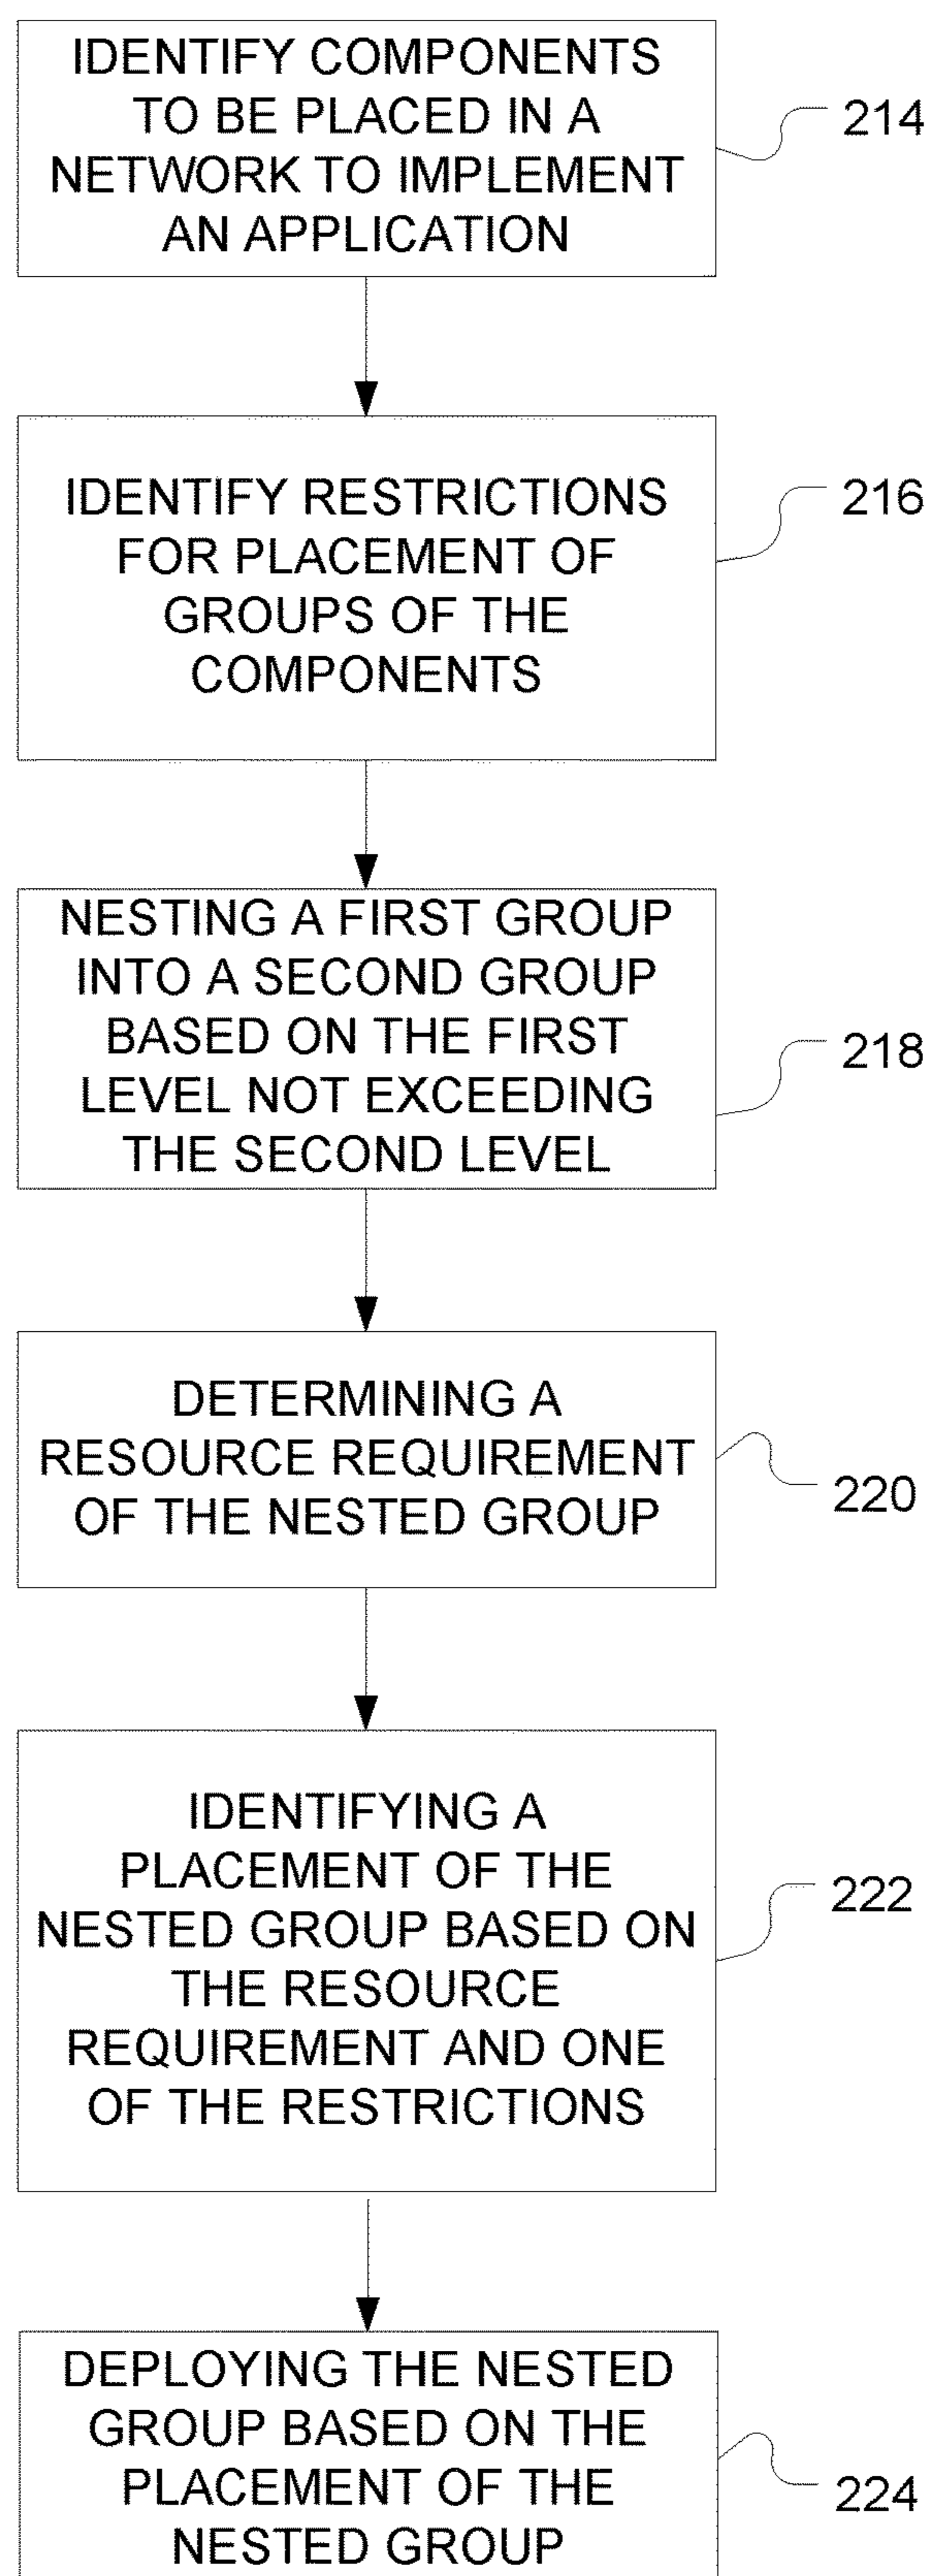 IDENTIFY COMPONENTS
TO BE PLACED IN A
NETWORK TO IMPLEMENT
AN APPLICATION
214
IDENTIFY RESTRICTIONS
FOR PLACEMENT OF
GROUPS OF THE
COMPONENTS
216
NESTING A FIRST GROUP
INTO A SECOND GROUP
BASED ON THE FIRST
LEVEL NOT EXCEEDING
THE SECOND LEVEL
218
DETERMINING A
RESOURCE REQUIREMENT
OF THE NESTED GROUP
220
IDENTIFYING A
PLACEMENT OF THE
NESTED GROUP BASED ON
THE RESOURCE
REQUIREMENT AND ONE
OF THE RESTRICTIONS
222
DEPLOYING THE NESTED
GROUP BASED ON THE
PLACEMENT OF THE
NESTED GROUP
224